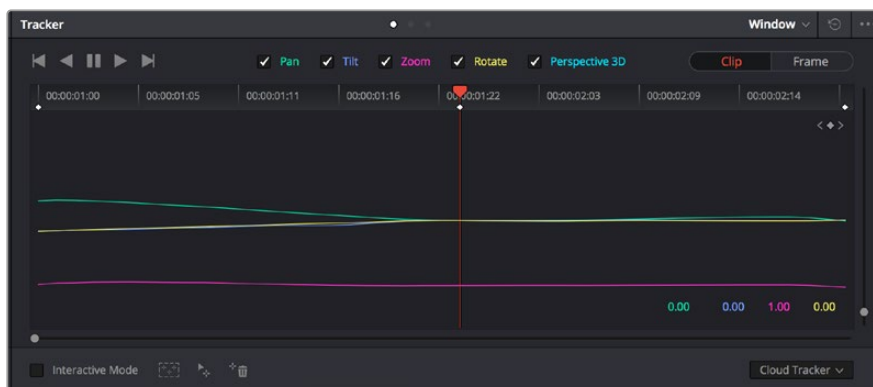 Tracker
Window
Pan Tilt Zoom Rotate Perspective 3D Clip Frame
00:00:01:00 00:00:01:05 00:00:01:11 00:00:01:16 00:00:01:22 00:00:02:03 00:00:02:09 00:00:02:14
0.00 0.00 1.00 0.00
Interactive Mode
Cloud Tracker